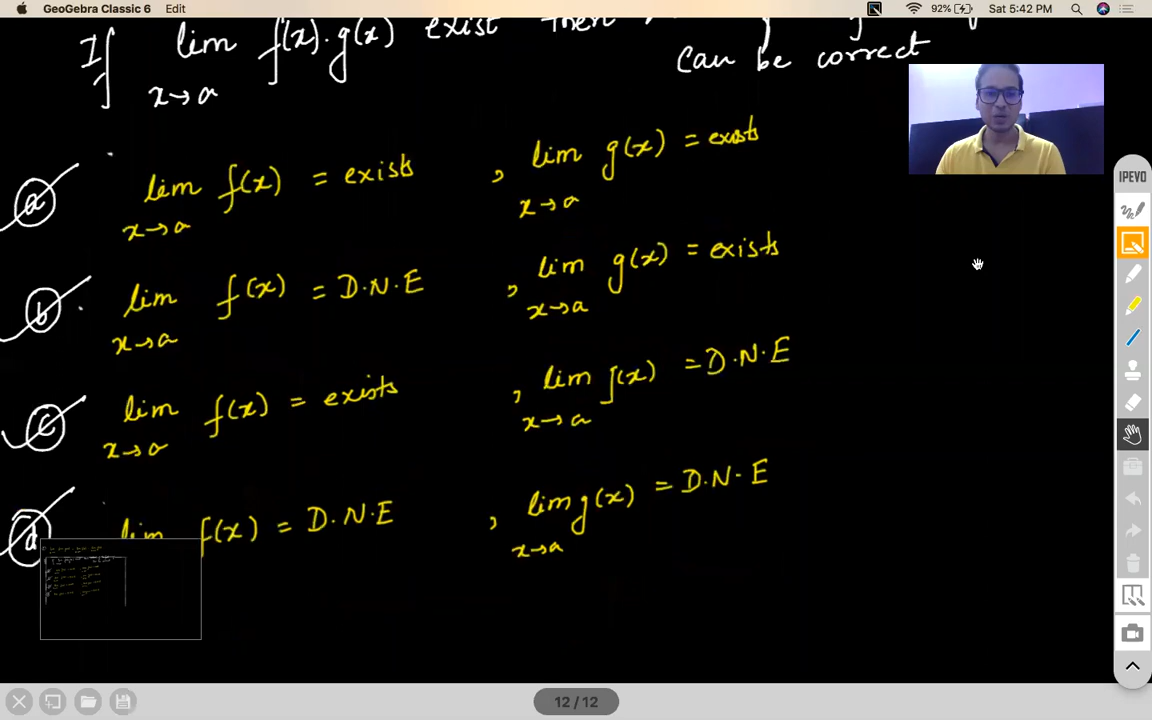 GeoGebra Classic 6 Edit 92% Sat 5:42 PM
If lim f(x)·g(x) exist then
x→a can be correct
IPEVO
a lim f(x) = exists , lim g(x) = exists
x→a x→a
b lim f(x) = D.N.E , lim g(x) = exists
x→a x→a
c lim f(x) = exists , lim f(x) = D.N.E
x→a x→a
d lim f(x) = D.N.E , lim g(x) = D.N.E
x→a
12 / 12